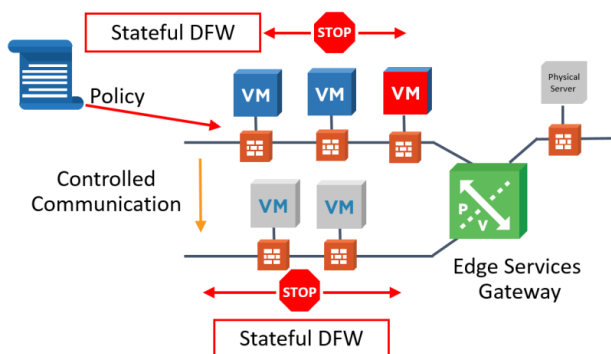 Stateful DFW
STOP
Physical
Server
VM
VM
VM
Policy
Controlled
Communication
VM
VM
P
V
Edge Services
Gateway
STOP
Stateful DFW